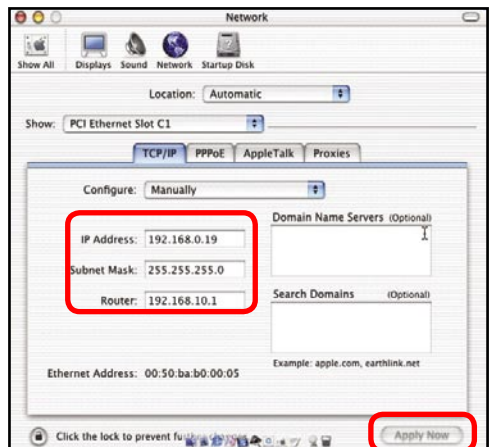 Network
Show All Displays Sound Network Startup Disk
Location: Automatic
Show: PCI Ethernet Slot C1
TCP/IP PPPoE AppleTalk Proxies
Configure: Manually
Domain Name Servers (Optional)
IP Address: 192.168.0.19
Subnet Mask: 255.255.255.0
Router: 192.168.10.1
Search Domains (Optional)
Example: apple.com, earthlink.net
Ethernet Address: 00:50:ba:b0:00:05
Click the lock to prevent
Apply Now